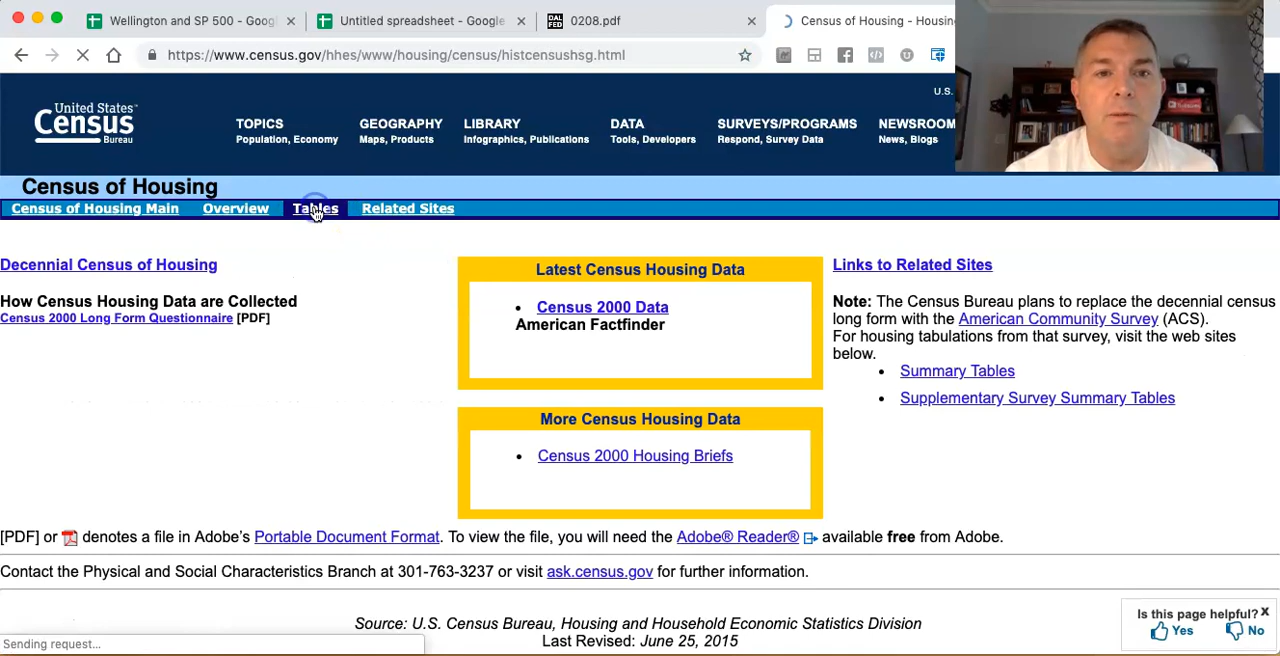 Wellington and SP 500 - Goog
Untitled spreadsheet - Google
DAL FED
0208.pdf
Census of Housing - Housin
https://www.census.gov/hhes/www/housing/census/histcensushsg.html
U.S.
United States
Census
Bureau
TOPICS
Population, Economy
GEOGRAPHY
Maps, Products
LIBRARY
Infographics, Publications
DATA
Tools, Developers
SURVEYS/PROGRAMS
Respond, Survey Data
NEWSROOM
News, Blogs
Census of Housing
Census of Housing Main Overview Tables Related Sites
Decennial Census of Housing
How Census Housing Data are Collected
Census 2000 Long Form Questionnaire [PDF]
Latest Census Housing Data
• Census 2000 Data
American Factfinder
More Census Housing Data
• Census 2000 Housing Briefs
Links to Related Sites
Note: The Census Bureau plans to replace the decennial census
long form with the American Community Survey (ACS).
For housing tabulations from that survey, visit the web sites
below.
• Summary Tables
• Supplementary Survey Summary Tables
[PDF] or denotes a file in Adobe's Portable Document Format. To view the file, you will need the Adobe® Reader® available free from Adobe.
Contact the Physical and Social Characteristics Branch at 301-763-3237 or visit ask.census.gov for further information.
Source: U.S. Census Bureau, Housing and Household Economic Statistics Division
Last Revised: June 25, 2015
Is this page helpful? X
Yes No
Sending request...